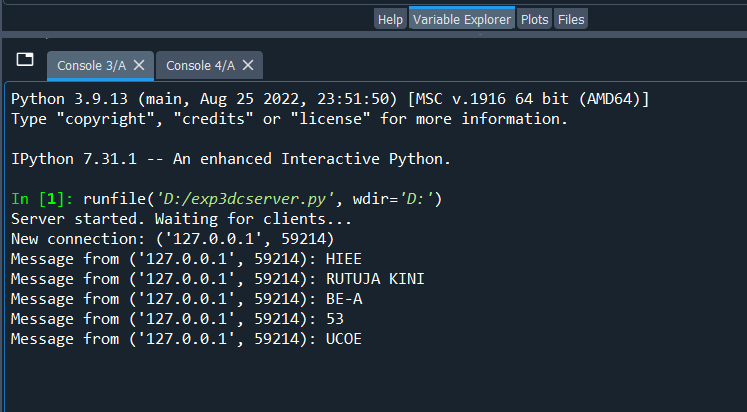 Help Variable Explorer Plots Files
Console 3/A Console 4/A
Python 3.9.13 (main, Aug 25 2022, 23:51:50) [MSC v.1916 64 bit (AMD64)]
Type "copyright", "credits" or "license" for more information.
IPython 7.31.1 -- An enhanced Interactive Python.
In [1]: runfile('D:/exp3dcserver.py', wdir='D:')
Server started. Waiting for clients...
New connection: ('127.0.0.1', 59214)
Message from ('127.0.0.1', 59214): HIEE
Message from ('127.0.0.1', 59214): RUTUJA KINI
Message from ('127.0.0.1', 59214): BE-A
Message from ('127.0.0.1', 59214): 53
Message from ('127.0.0.1', 59214): UCOE